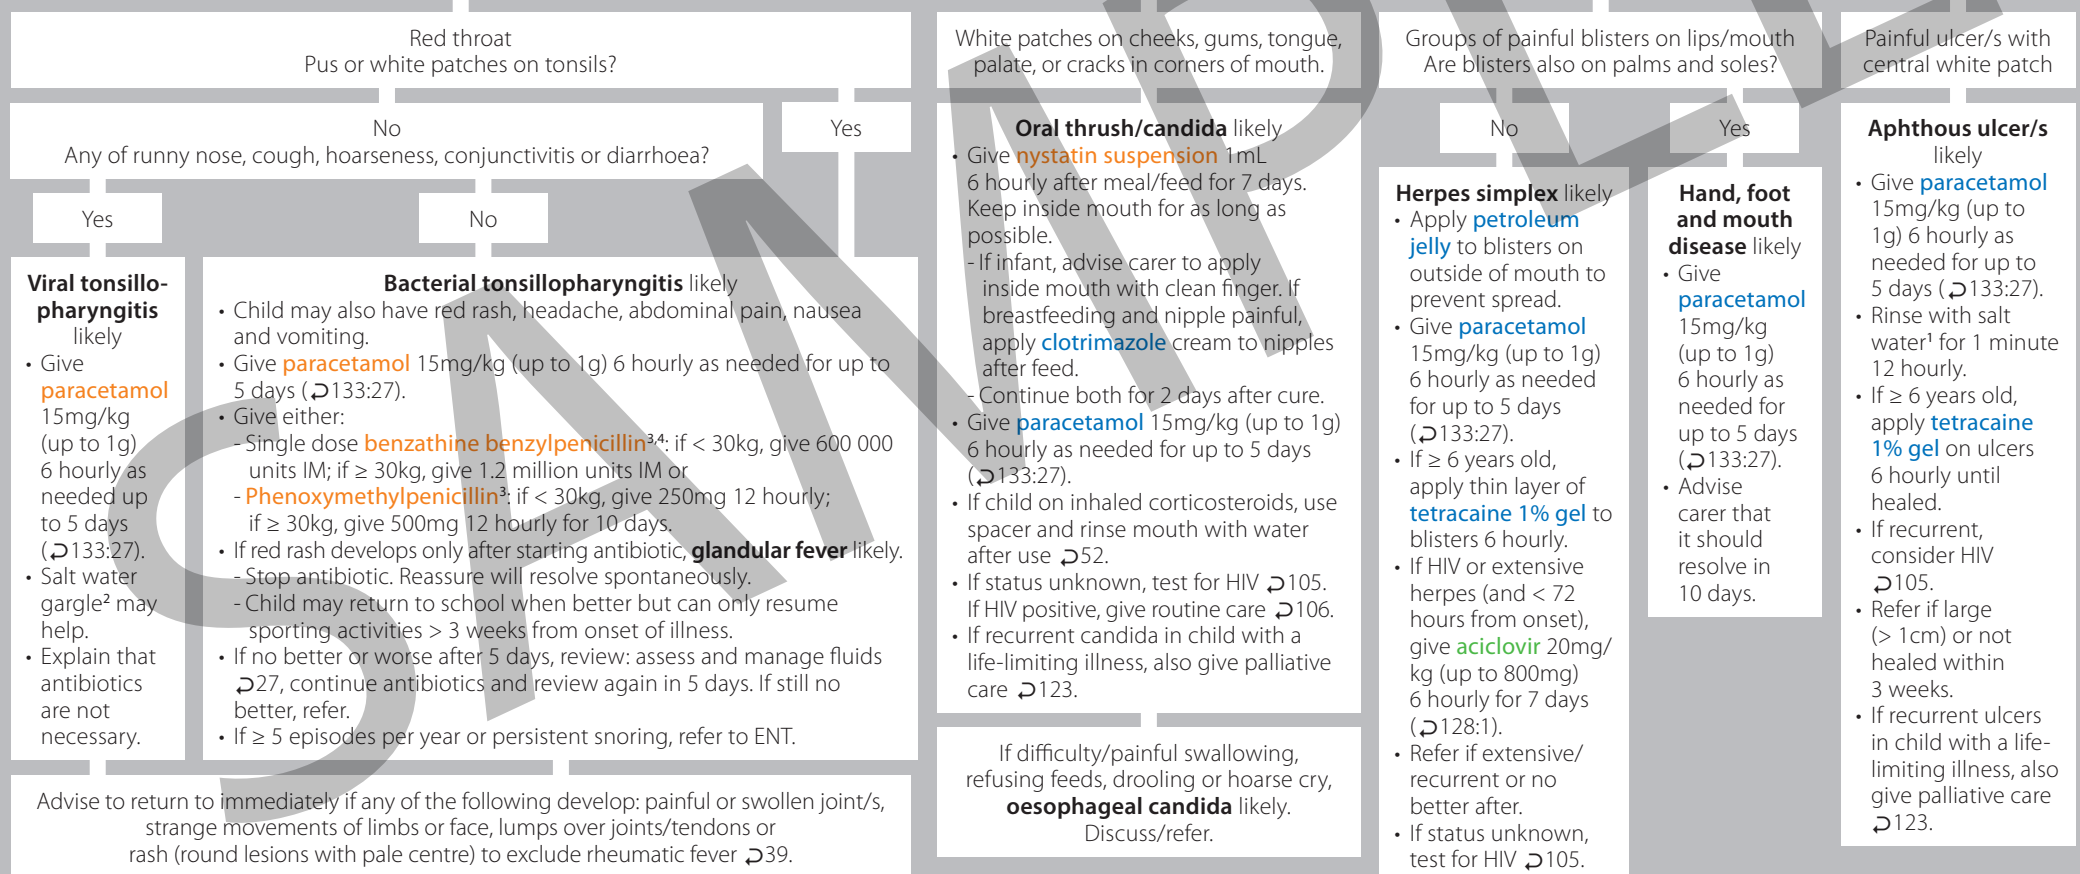 Red throat
Pus or white patches on tonsils?
No
Any of runny nose, cough, hoarseness, conjunctivitis or diarrhoea?
Yes
Yes
No
Viral tonsillo-
pharyngitis
likely
• Give
paracetamol
15mg/kg
(up to 1g)
6 hourly as
needed up
to 5 days
(⮌133:27).
• Salt water
gargle² may
help.
• Explain that
antibiotics
are not
necessary.
Bacterial tonsillopharyngitis likely
• Child may also have red rash, headache, abdominal pain, nausea
and vomiting.
• Give paracetamol 15mg/kg (up to 1g) 6 hourly as needed for up to
5 days (⮌133:27).
• Give either:
- Single dose benzathine benzylpenicillin³,⁴: if < 30kg, give 600 000
units IM; if ≥ 30kg, give 1.2 million units IM or
- Phenoxymethylpenicillin³: if < 30kg, give 250mg 12 hourly;
if ≥ 30kg, give 500mg 12 hourly for 10 days.
• If red rash develops only after starting antibiotic, glandular fever likely.
- Stop antibiotic. Reassure will resolve spontaneously.
- Child may return to school when better but can only resume
sporting activities > 3 weeks from onset of illness.
• If no better or worse after 5 days, review: assess and manage fluids
⮌27, continue antibiotics and review again in 5 days. If still no
better, refer.
• If ≥ 5 episodes per year or persistent snoring, refer to ENT.
Advise to return to immediately if any of the following develop: painful or swollen joint/s,
strange movements of limbs or face, lumps over joints/tendons or
rash (round lesions with pale centre) to exclude rheumatic fever ⮌39.
White patches on cheeks, gums, tongue,
palate, or cracks in corners of mouth.
Oral thrush/candida likely
• Give nystatin suspension 1mL
6 hourly after meal/feed for 7 days.
Keep inside mouth for as long as
possible.
- If infant, advise carer to apply
inside mouth with clean finger. If
breastfeeding and nipple painful,
apply clotrimazole cream to nipples
after feed.
- Continue both for 2 days after cure.
• Give paracetamol 15mg/kg (up to 1g)
6 hourly as needed for up to 5 days
(⮌133:27).
• If child on inhaled corticosteroids, use
spacer and rinse mouth with water
after use ⮌52.
• If status unknown, test for HIV ⮌105.
If HIV positive, give routine care ⮌106.
• If recurrent candida in child with a
life-limiting illness, also give palliative
care ⮌123.
If difficulty/painful swallowing,
refusing feeds, drooling or hoarse cry,
oesophageal candida likely.
Discuss/refer.
Groups of painful blisters on lips/mouth
Are blisters also on palms and soles?
No
Herpes simplex likely
• Apply petroleum
jelly to blisters on
outside of mouth to
prevent spread.
• Give paracetamol
15mg/kg (up to 1g)
6 hourly as needed
for up to 5 days
(⮌133:27).
• If ≥ 6 years old,
apply thin layer of
tetracaine 1% gel to
blisters 6 hourly.
• If HIV or extensive
herpes (and < 72
hours from onset),
give aciclovir 20mg/
kg (up to 800mg)
6 hourly for 7 days
(⮌128:1).
• Refer if extensive/
recurrent or no
better after.
• If status unknown,
test for HIV ⮌105.
Yes
Hand, foot
and mouth
disease likely
• Give
paracetamol
15mg/kg
(up to 1g)
6 hourly as
needed for
up to 5 days
(⮌133:27).
• Advise
carer that
it should
resolve in
10 days.
Painful ulcer/s with
central white patch
Aphthous ulcer/s
likely
• Give paracetamol
15mg/kg (up to
1g) 6 hourly as
needed for up to
5 days (⮌133:27).
• Rinse with salt
water¹ for 1 minute
12 hourly.
• If ≥ 6 years old,
apply tetracaine
1% gel on ulcers
6 hourly until
healed.
• If recurrent,
consider HIV
⮌105.
• Refer if large
(> 1cm) or not
healed within
3 weeks.
• If recurrent ulcers
in child with a life-
limiting illness, also
give palliative care
⮌123.
SAMPLE